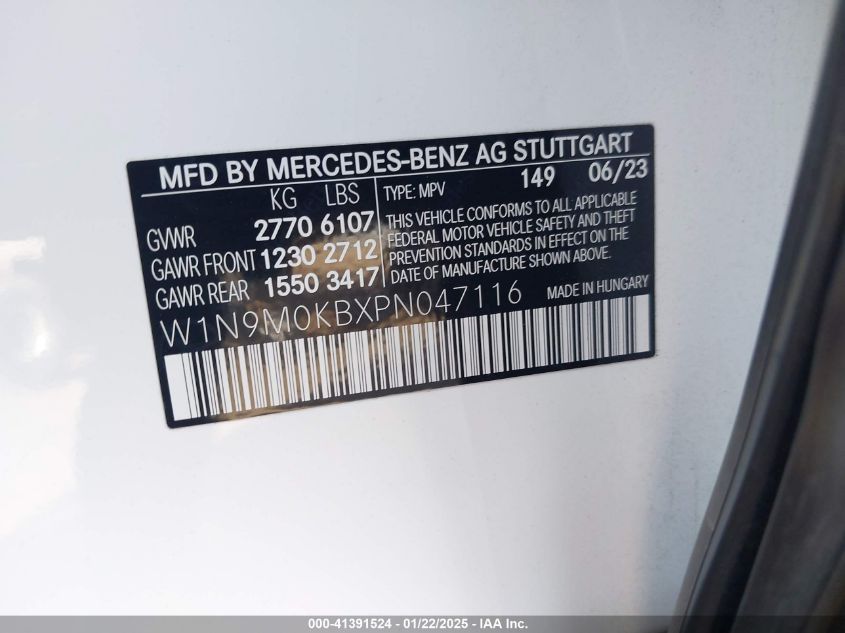 MFD BY MERCEDES-BENZ AG STUTTGART
KG LBS
GVWR 2770 6107
GAWR FRONT 1230 2712
GAWR REAR 1550 3417
TYPE: MPV 149 06/23
THIS VEHICLE CONFORMS TO ALL APPLICABLE
FEDERAL MOTOR VEHICLE SAFETY AND THEFT
PREVENTION STANDARDS IN EFFECT ON THE
DATE OF MANUFACTURE SHOWN ABOVE.
W1N9M0KBXPN047116 MADE IN HUNGARY
000-41391524 - 01/22/2025 - IAA Inc.